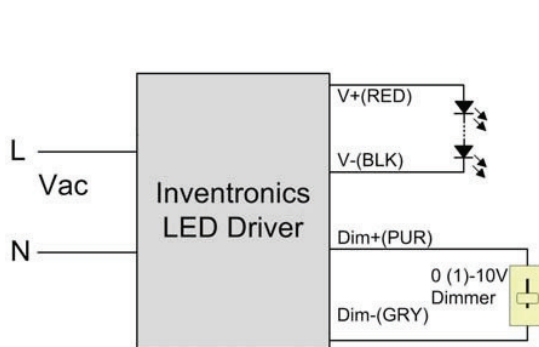 L
Vac
N
Inventronics
LED Driver
V+(RED)
V-(BLK)
Dim+(PUR)
0 (1)-10V
Dimmer
Dim-(GRY)